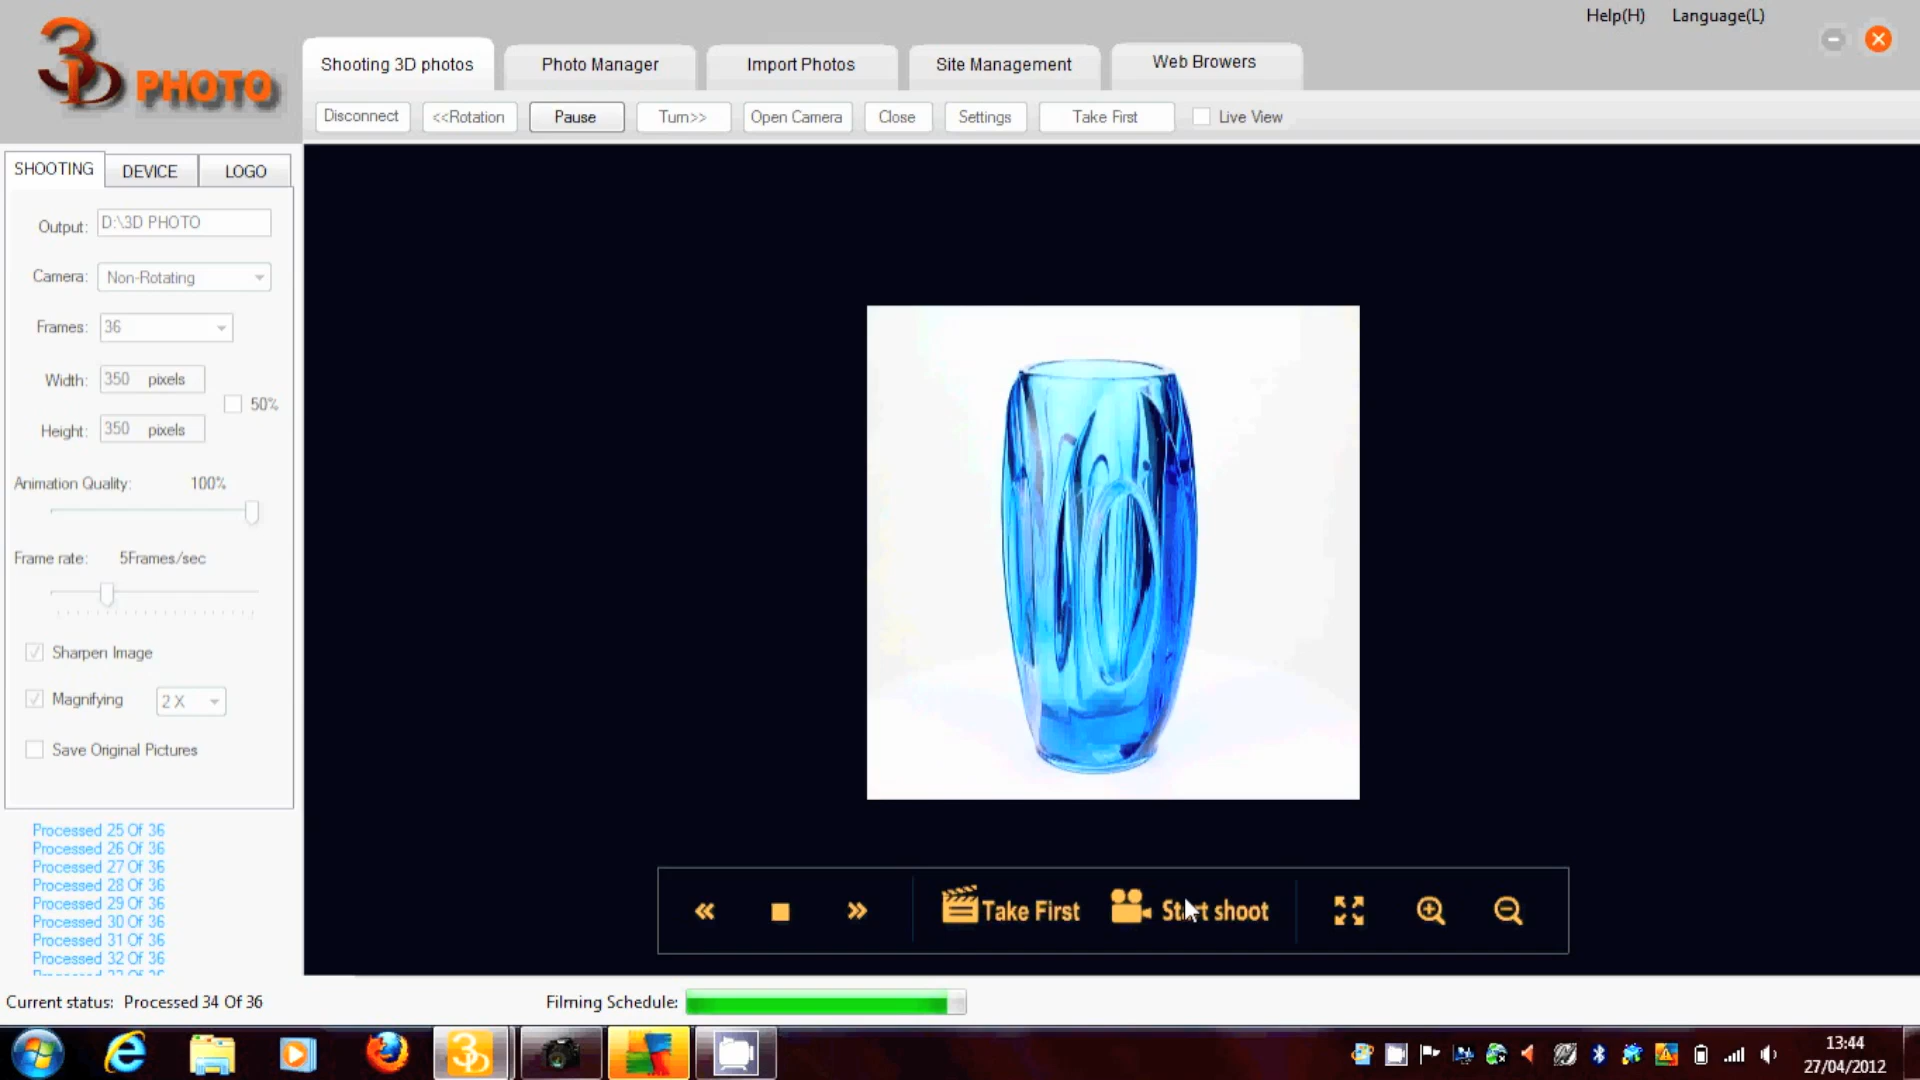 Help(H) Language(L)
3D PHOTO
Shooting 3D photos Photo Manager Import Photos Site Management Web Browers
Disconnect <<Rotation Pause Turn>> Open Camera Close Settings Take First Live View
SHOOTING DEVICE LOGO
Output: D:\3D PHOTO
Camera: Non-Rotating
Frames: 36
Width: 350 pixels
50%
Height: 350 pixels
Animation Quality: 100%
Frame rate: 5Frames/sec
Sharpen Image
Magnifying 2 X
Save Original Pictures
Processed 25 Of 36
Processed 26 Of 36
Processed 27 Of 36
Processed 28 Of 36
Processed 29 Of 36
Processed 30 Of 36
Processed 31 Of 36
Processed 32 Of 36
Processed 33 Of 36
Take First Start shoot
Current status: Processed 34 Of 36 Filming Schedule:
13:44
27/04/2012